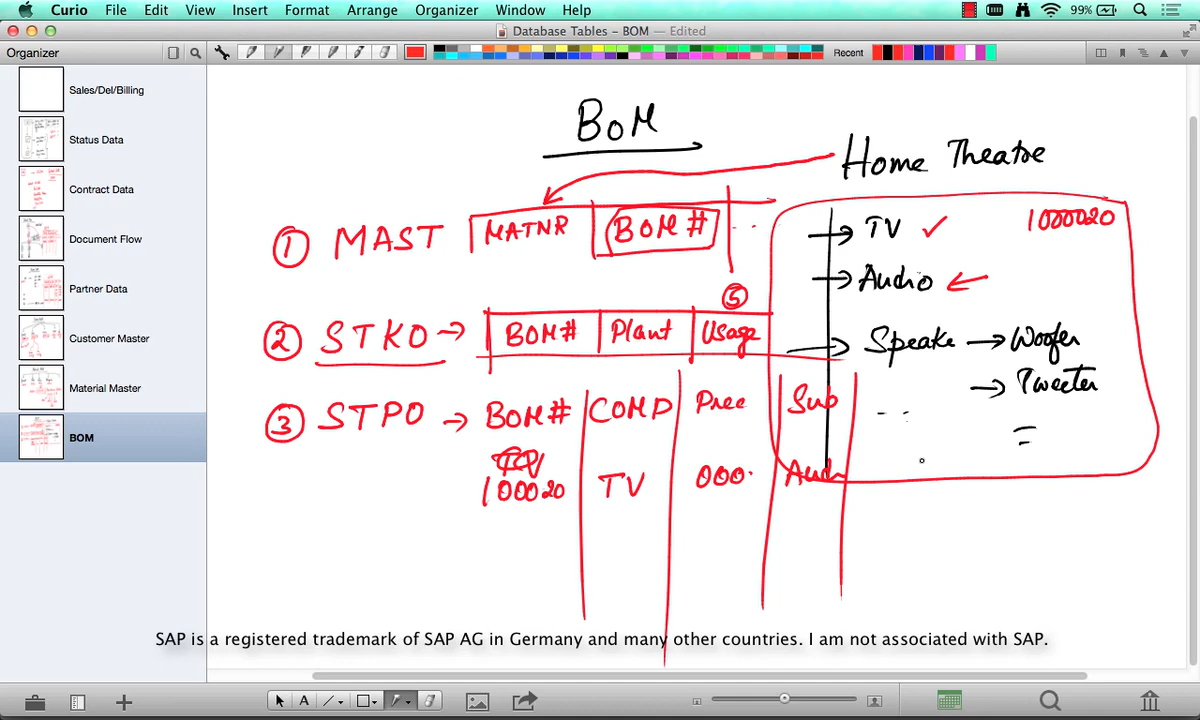 Curio File Edit View Insert Format Arrange Organizer Window Help 99%
Database Tables – BOM — Edited
Organizer
Recent
Sales/Del/Billing
Status Data
Contract Data
Document Flow
Partner Data
Customer Master
Material Master
BOM
BOM
Home Theatre
1 MAST MATNR BOM # ..
TV 1000020
Audio
5
2 STKO BOM# Plant Usage
Speake Woofer
Tweeter
3 STPO BOM# COMP Pree Sub
100020 TV 000. Aud
SAP is a registered trademark of SAP AG in Germany and many other countries. I am not associated with SAP.
A